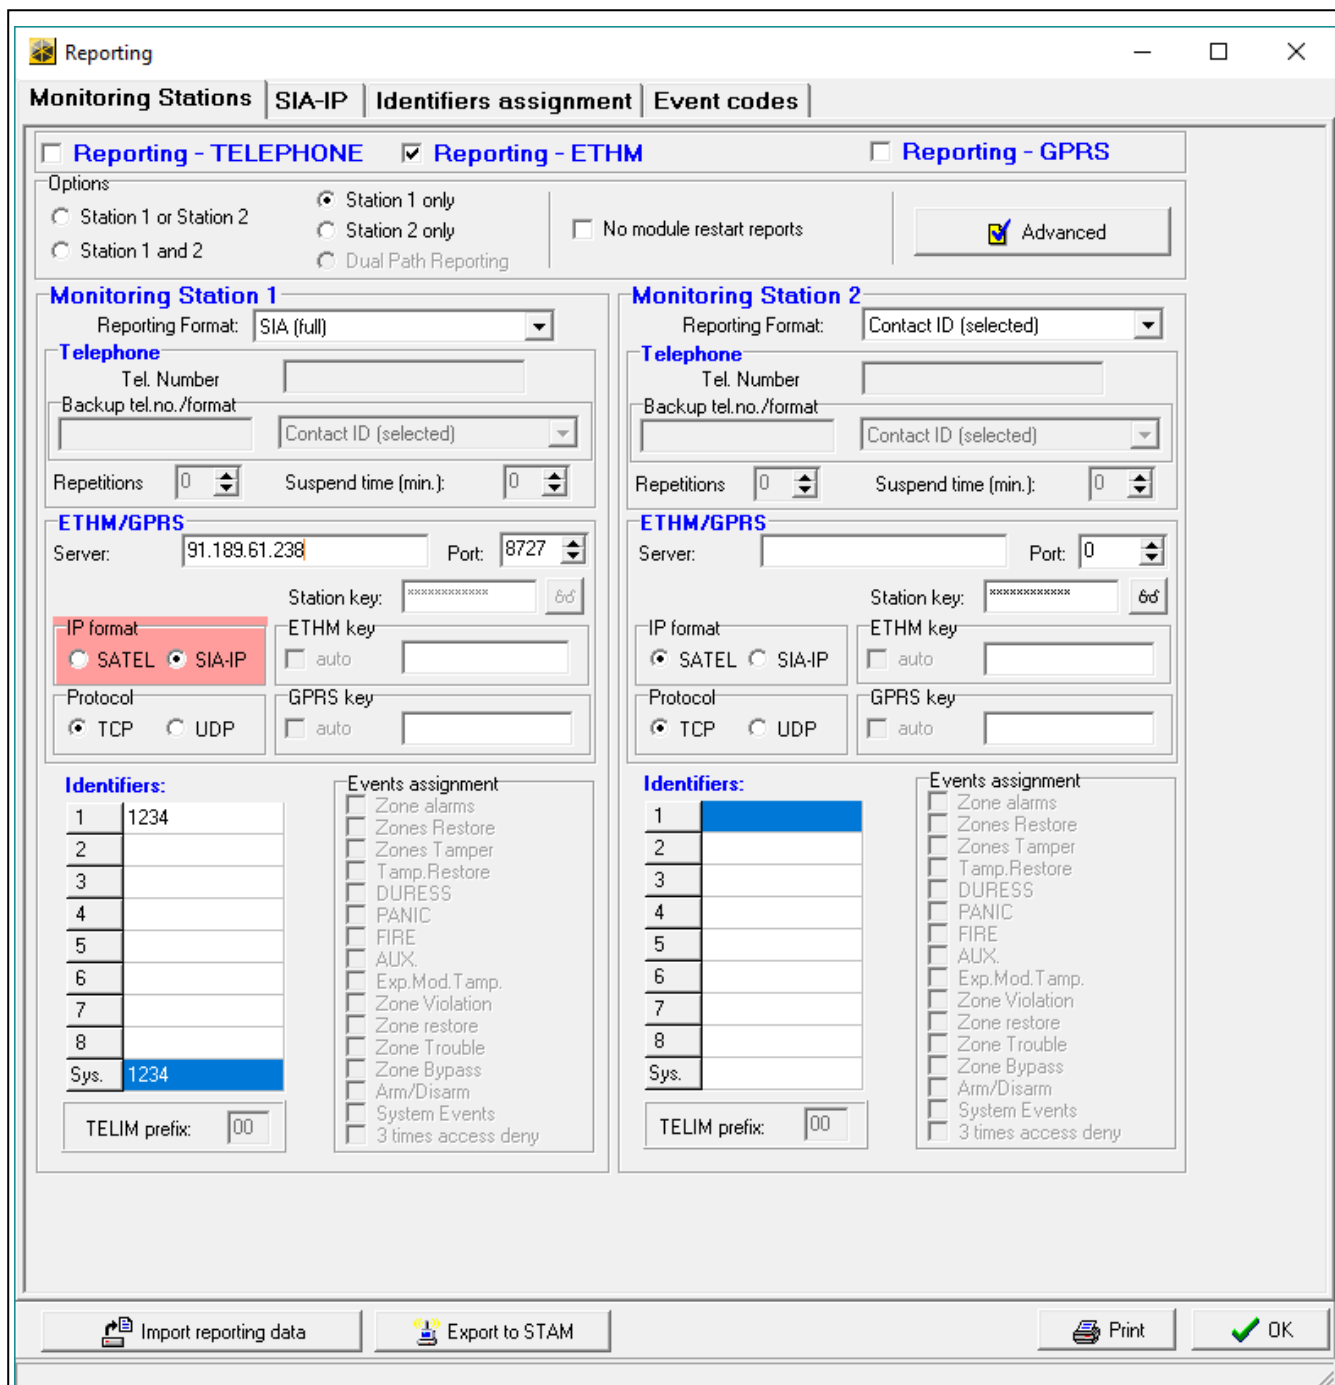 Reporting
Monitoring Stations SIA-IP Identifiers assignment Event codes
Reporting - TELEPHONE Reporting - ETHM Reporting - GPRS
Options
Station 1 or Station 2
Station 1 and 2
Station 1 only
Station 2 only
Dual Path Reporting
No module restart reports
Advanced
Monitoring Station 1
Reporting Format: SIA (full)
Telephone
Tel. Number
Backup tel.no./format
Contact ID (selected)
Repetitions 0 Suspend time (min.): 0
ETHM/GPRS
Server: 91.189.61.238 Port: 8727
Station key: ************
IP format
SATEL SIA-IP
ETHM key
auto
Protocol
TCP UDP
GPRS key
auto
Identifiers:
1 1234
2
3
4
5
6
7
8
Sys. 1234
TELIM prefix: 00
Events assignment
Zone alarms
Zones Restore
Zones Tamper
Tamp.Restore
DURESS
PANIC
FIRE
AUX.
Exp.Mod.Tamp.
Zone Violation
Zone restore
Zone Trouble
Zone Bypass
Arm/Disarm
System Events
3 times access deny
Monitoring Station 2
Reporting Format: Contact ID (selected)
Telephone
Tel. Number
Backup tel.no./format
Contact ID (selected)
Repetitions 0 Suspend time (min.): 0
ETHM/GPRS
Server: Port: 0
Station key: ************
IP format
SATEL SIA-IP
ETHM key
auto
Protocol
TCP UDP
GPRS key
auto
Identifiers:
1
2
3
4
5
6
7
8
Sys.
TELIM prefix: 00
Events assignment
Zone alarms
Zones Restore
Zones Tamper
Tamp.Restore
DURESS
PANIC
FIRE
AUX.
Exp.Mod.Tamp.
Zone Violation
Zone restore
Zone Trouble
Zone Bypass
Arm/Disarm
System Events
3 times access deny
Import reporting data Export to STAM Print OK